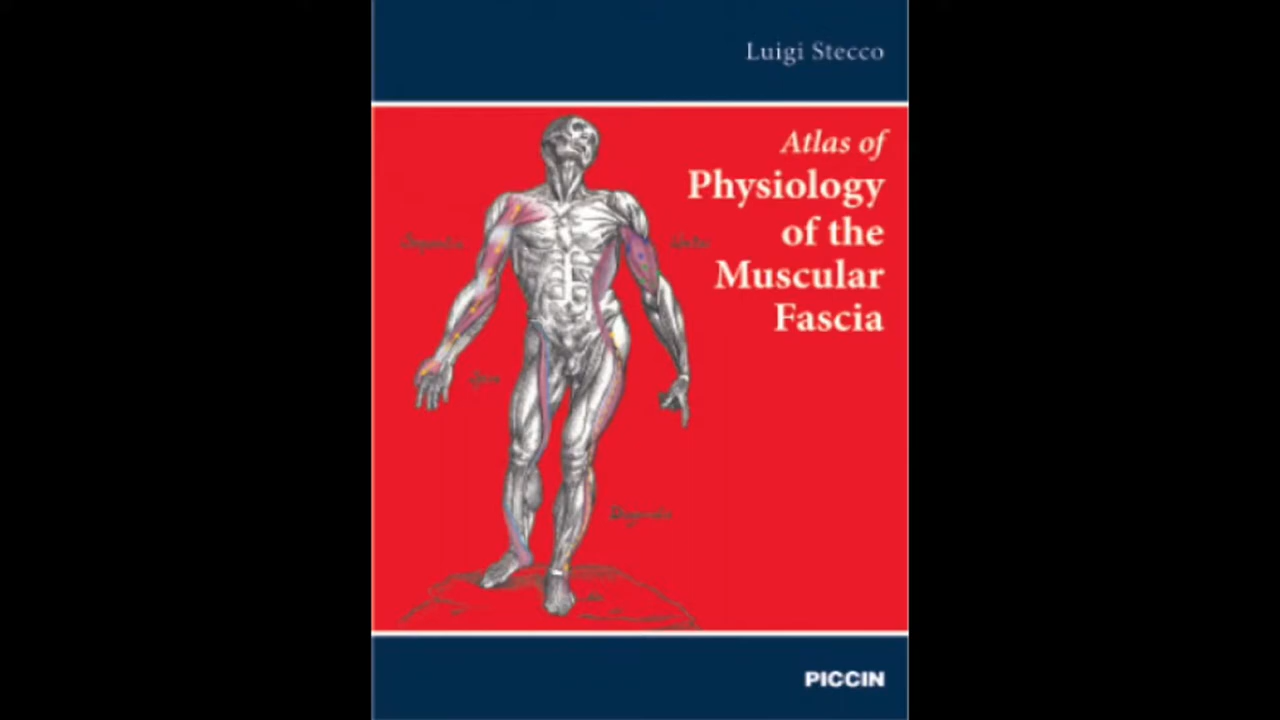 Luigi Stecco
Atlas of
Physiology
of the
Muscular
Fascia
PICCIN